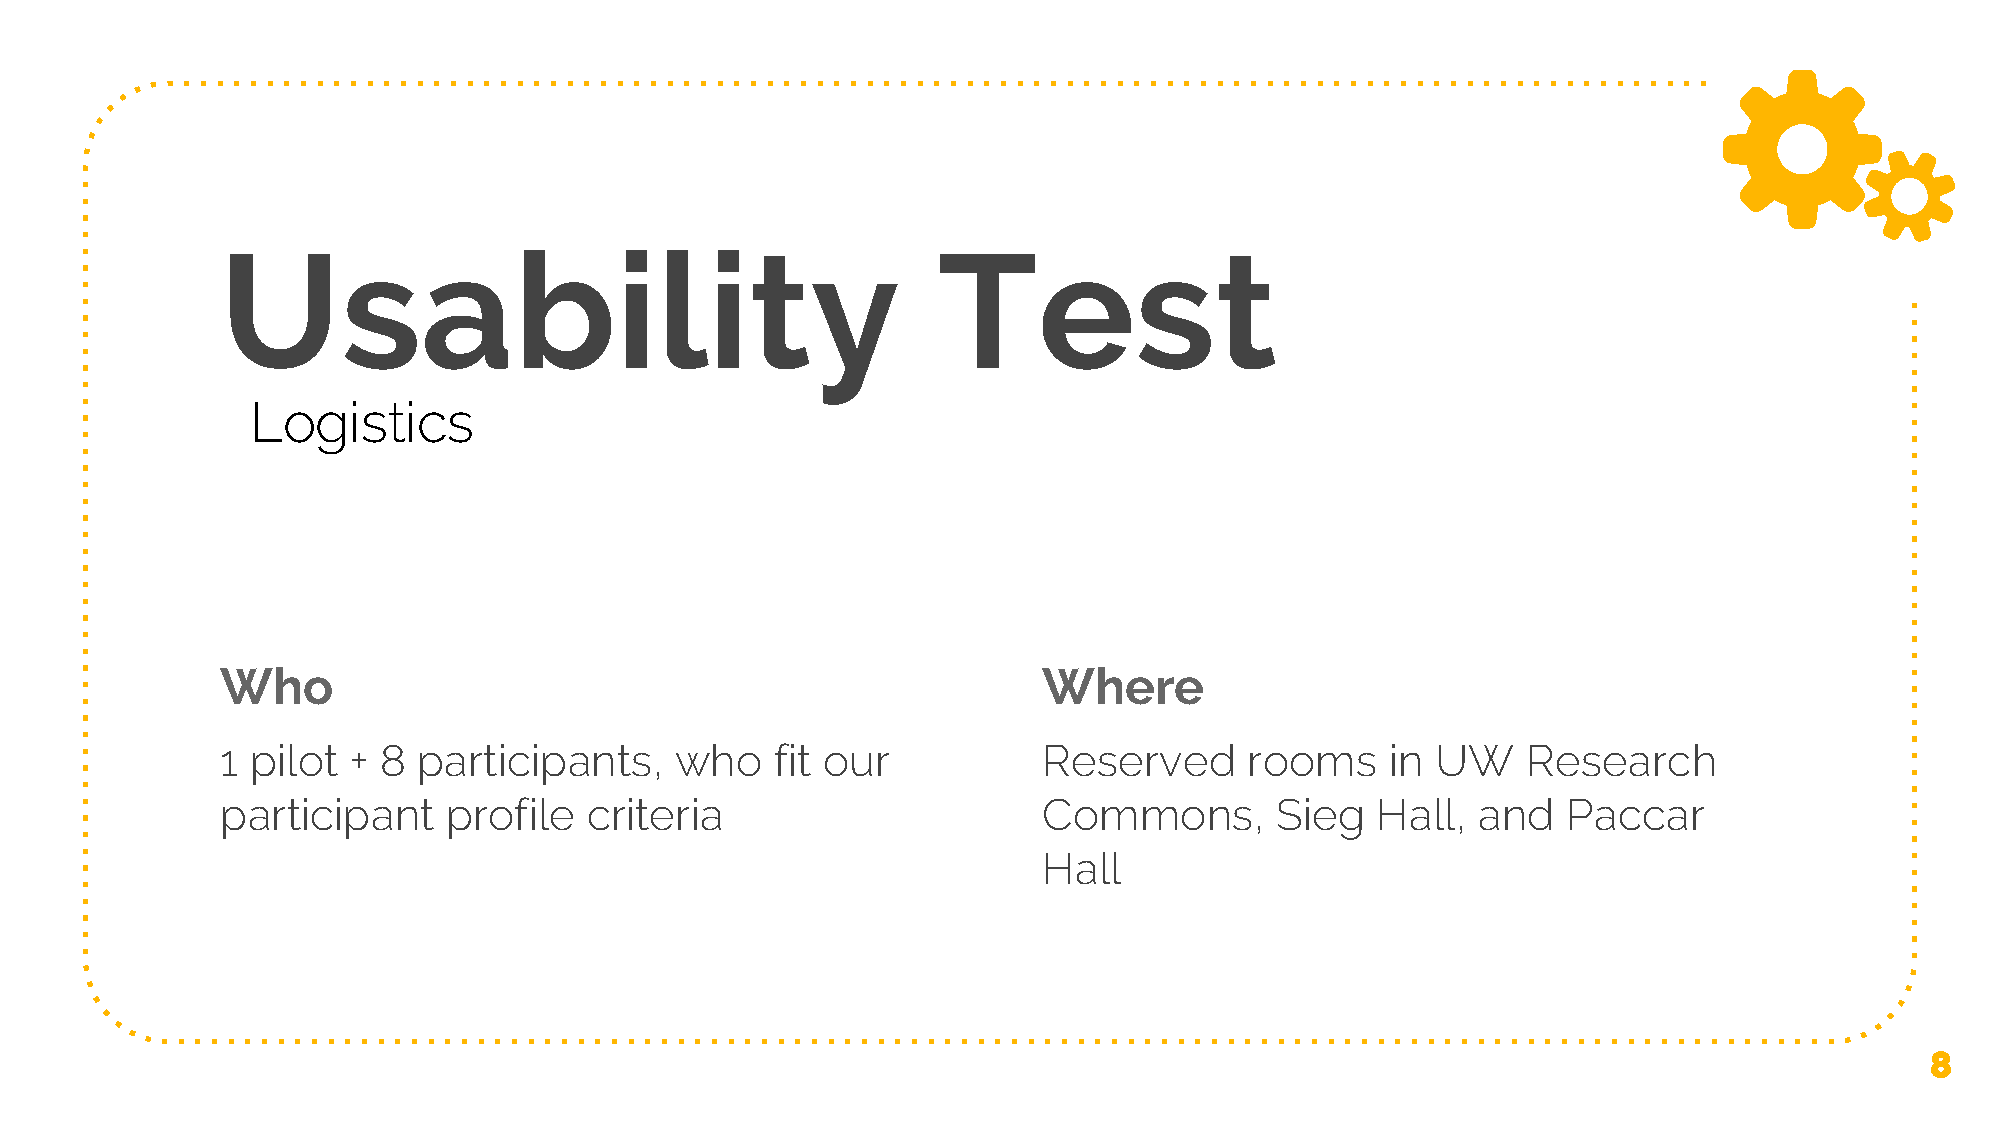 Usability Test
Logistics
Who
1 pilot + 8 participants, who fit our
participant profile criteria
Where
Reserved rooms in UW Research
Commons, Sieg Hall, and Paccar
Hall
8